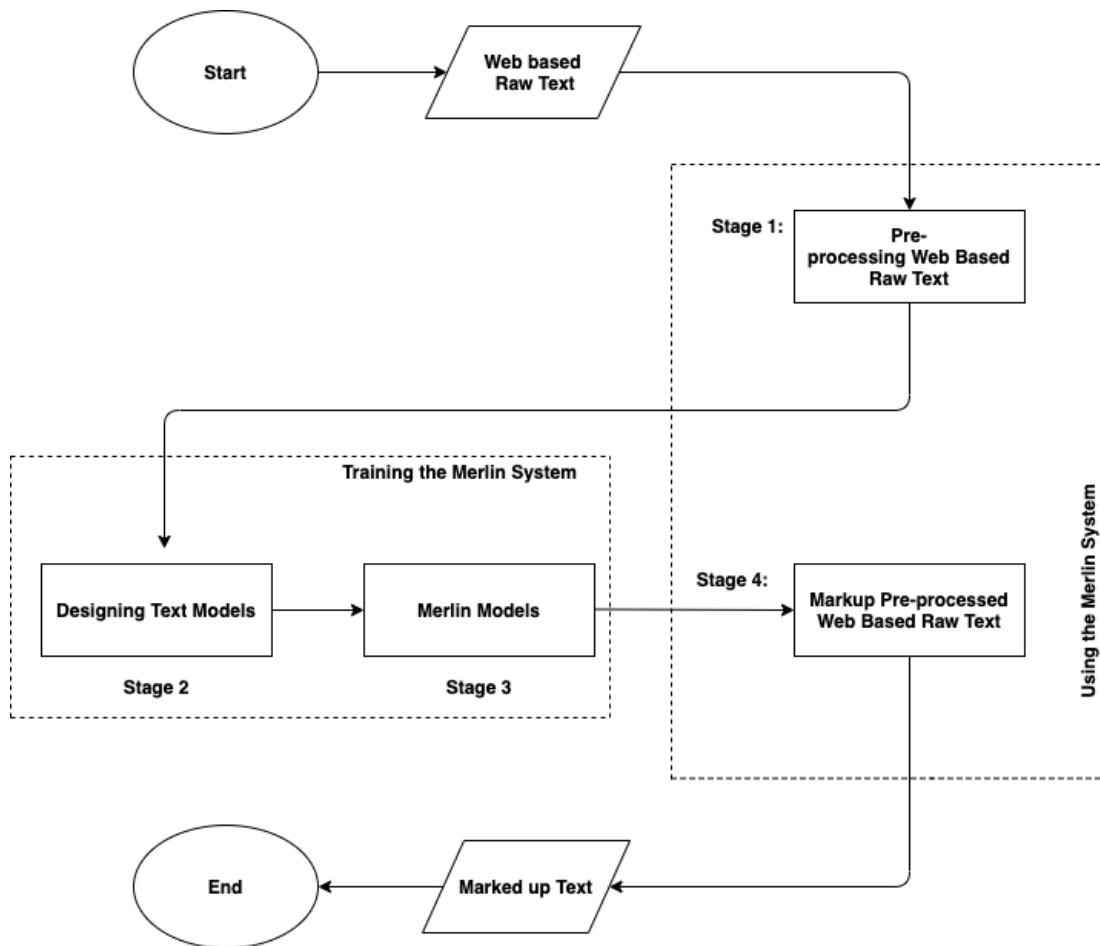 Start
Web based
Raw Text
Stage 1:
Pre-
processing Web Based
Raw Text
Training the Merlin System
Designing Text Models
Merlin Models
Stage 2
Stage 3
Stage 4:
Markup Pre-processed
Web Based Raw Text
Using the Merlin System
End
Marked up Text